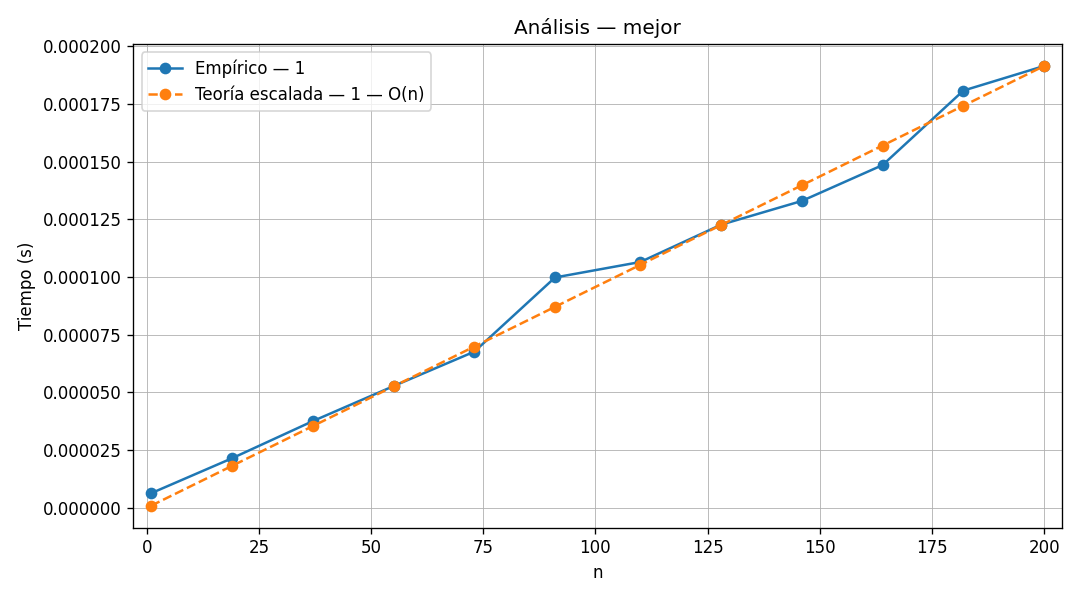 Análisis — mejor
Empírico — 1
Teoría escalada — 1 — O(n)
0.000200
0.000175
0.000150
0.000125
0.000100
0.000075
0.000050
0.000025
0.000000
Tiempo (s)
0 25 50 75 100 125 150 175 200
n